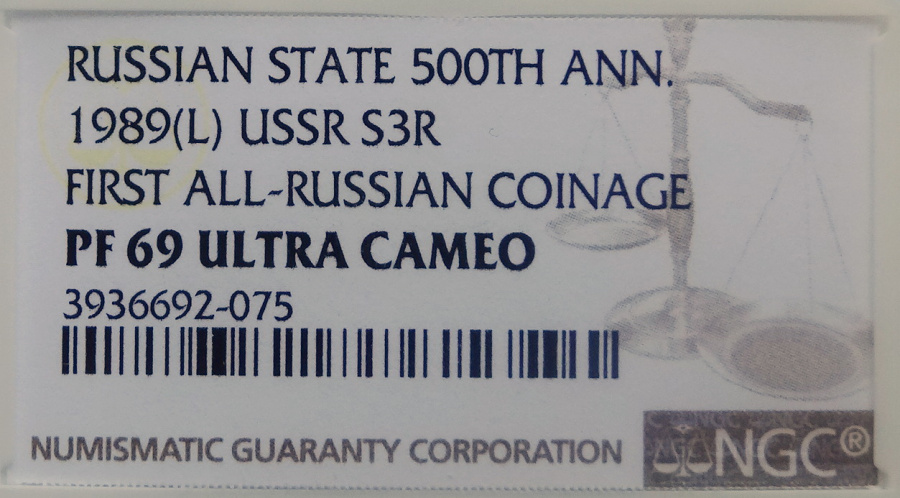 RUSSIAN STATE 500TH ANN.
1989(L) USSR S3R
FIRST ALL-RUSSIAN COINAGE
PF 69 ULTRA CAMEO
3936692-075
NUMISMATIC GUARANTY CORPORATION
NGC®